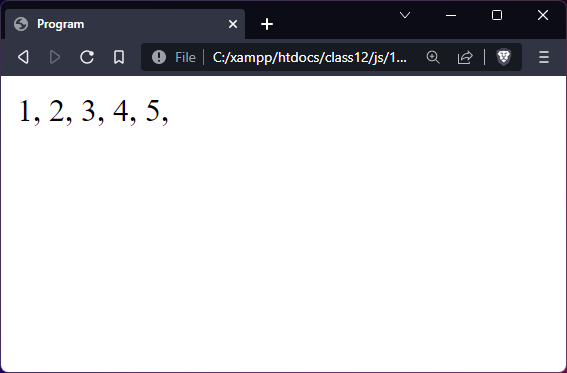 Program
File
C:/xampp/htdocs/class12/js/1...
1, 2, 3, 4, 5,